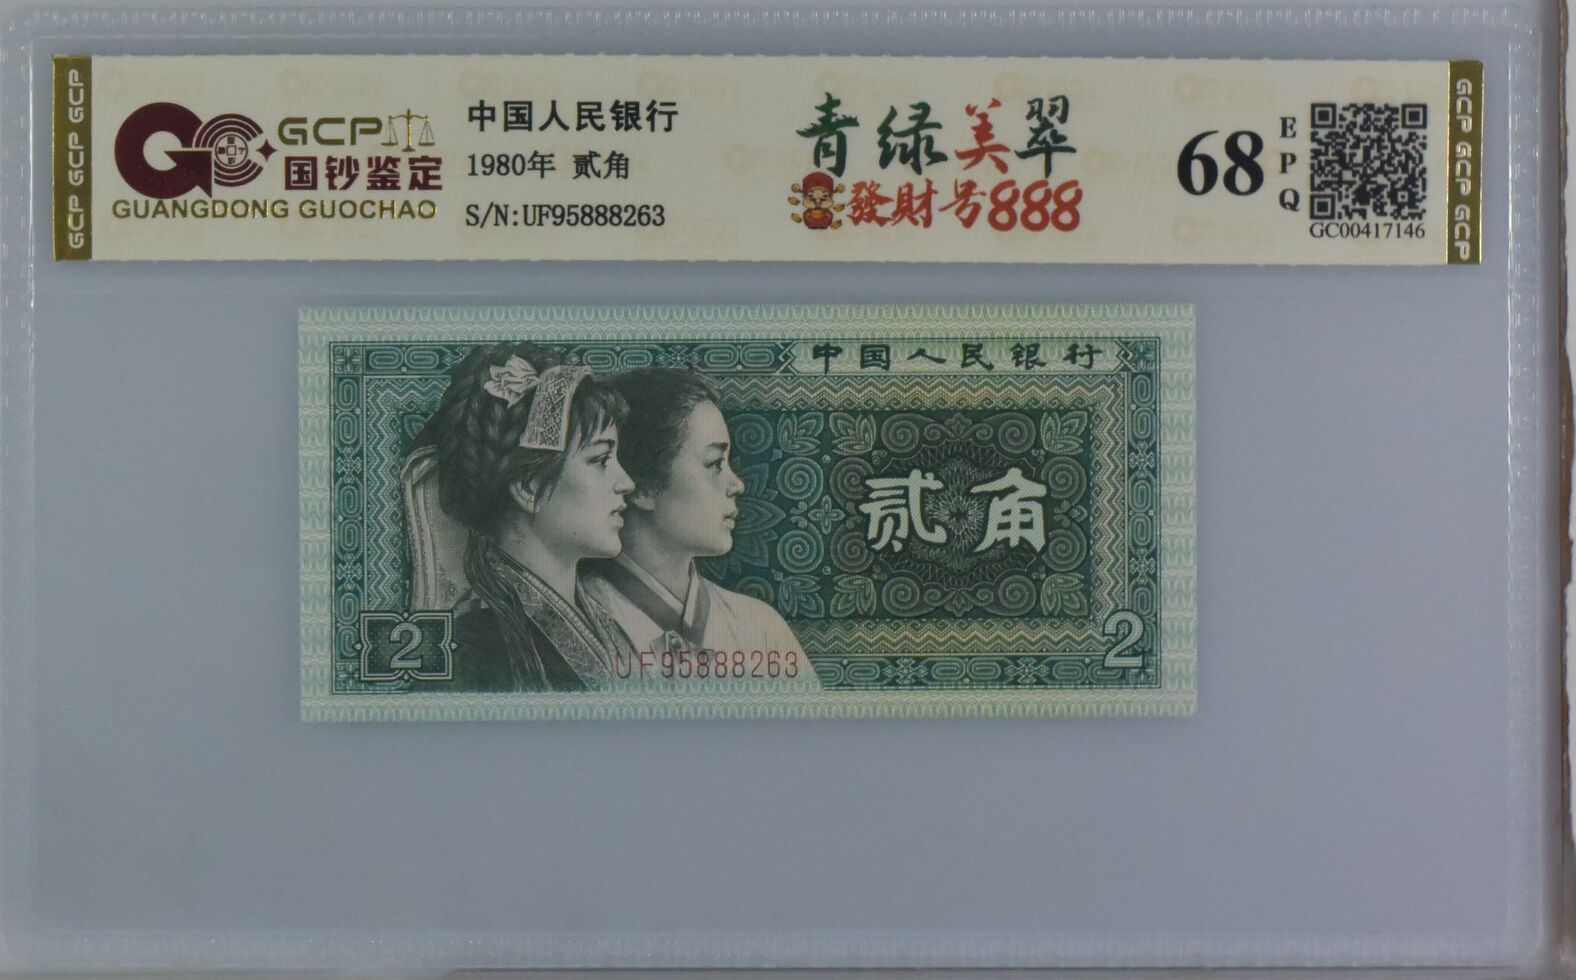 GCP GCP GCP
GCP
国钞鉴定
GUANGDONG GUOCHAO
中国人民银行
1980年 贰角
S/N:UF95888263
青绿美翠
發財号888
68
EPQ
GC00417146
GCP GCP GCP
中国人民银行
贰角
2
2
UF95888263